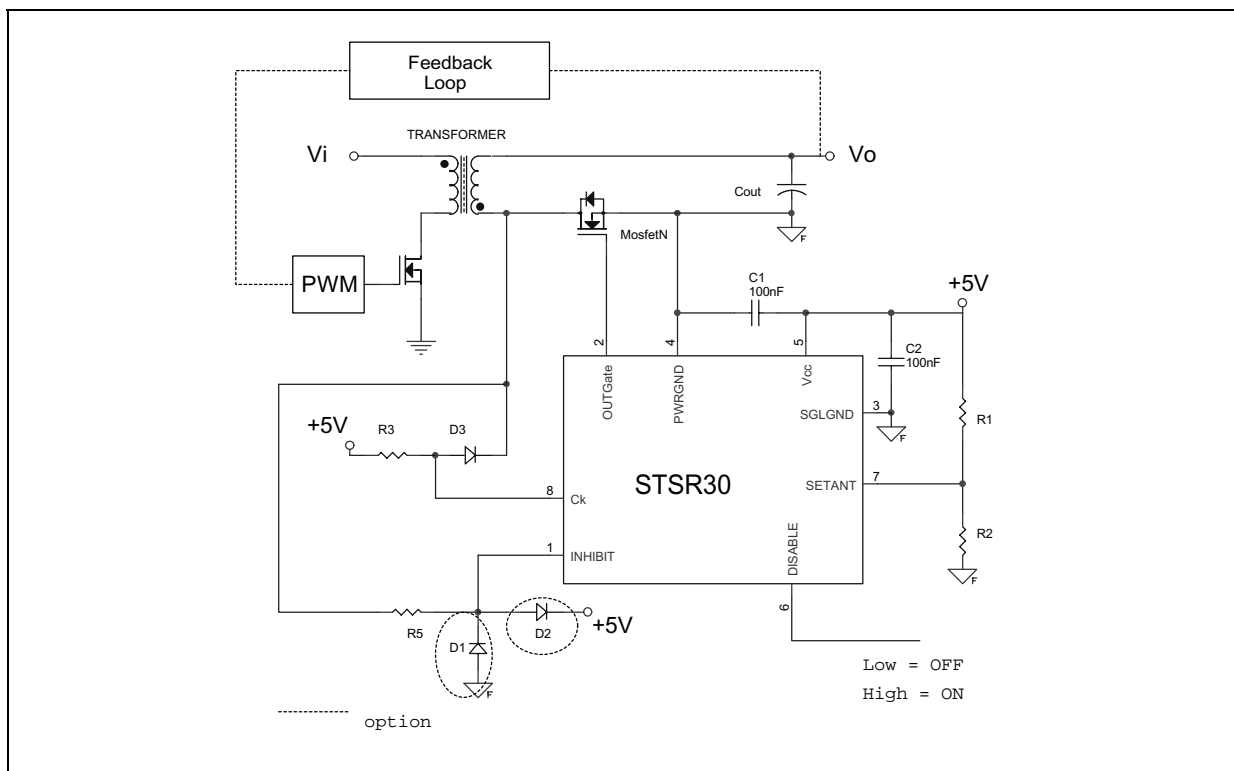 Feedback
Loop
TRANSFORMER
Vi
Vo
Cout
F
MosfetN
PWM
C1
100nF
+5V
2
4
5
C2
100nF
OUTGate
PWRGND
Vcc
SGLGND
3
F
R1
+5V
R3
D3
STSR30
SETANT
7
8
Ck
R2
1
INHIBIT
DISABLE
F
R5
D2
+5V
6
D1
F
Low = OFF
High = ON
option